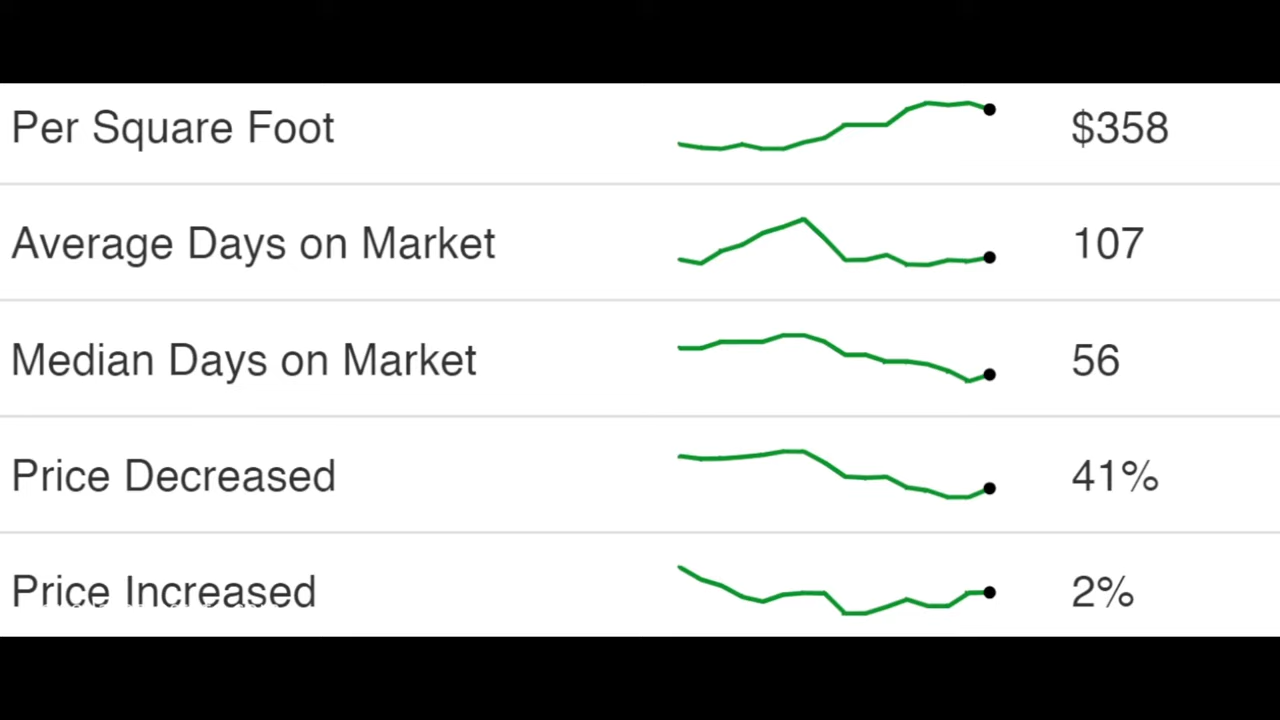 Per Square Foot $358
Average Days on Market 107
Median Days on Market 56
Price Decreased 41%
Price Increased 2%